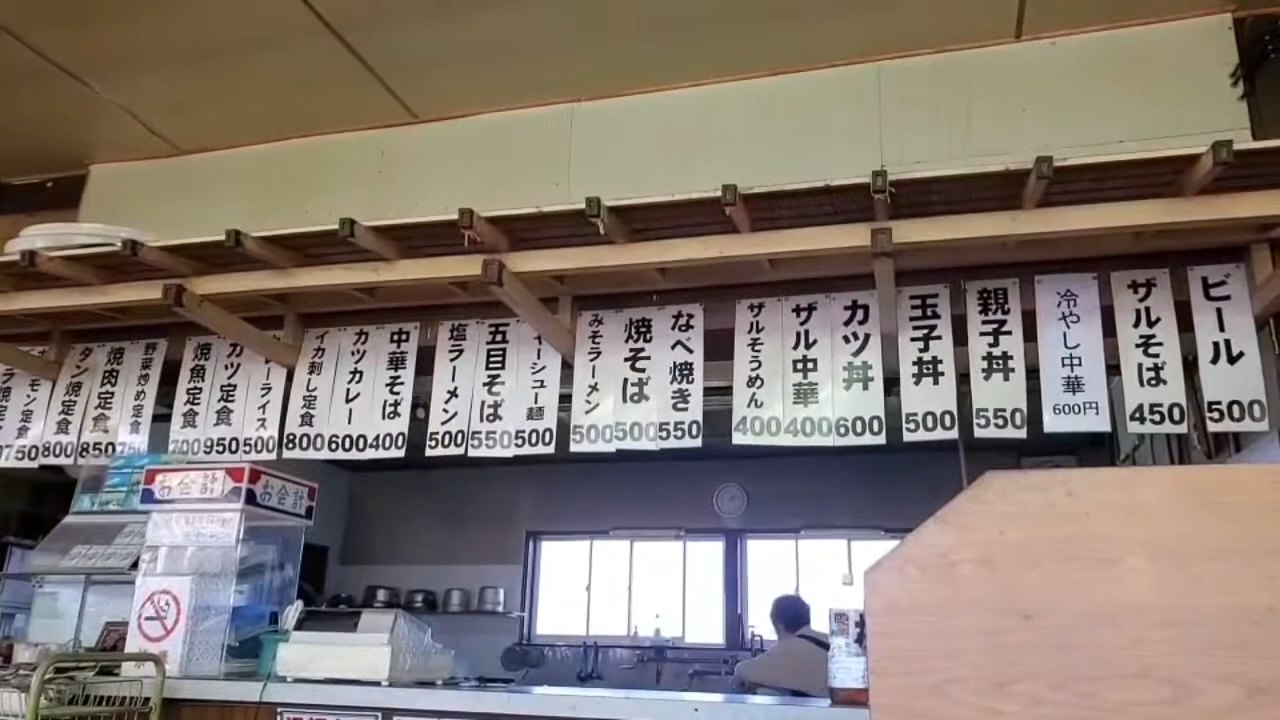 ビール
500
ザルそば
450
冷やし中華
600円
親子丼
550
玉子丼
500
カツ丼
600
ザル中華
400
ザルそうめん
400
なべ焼き
550
焼そば
500
みそラーメン
500
ャーシュー麺
500
五目そば
550
塩ラーメン
500
中華そば
400
カツカレー
600
イカ刺し定食
800
ーライス
500
カツ定食
950
焼魚定食
700
野菜炒め定食
750
焼肉定食
850
タン焼定食
800
モン定食
750
お会計
お会計